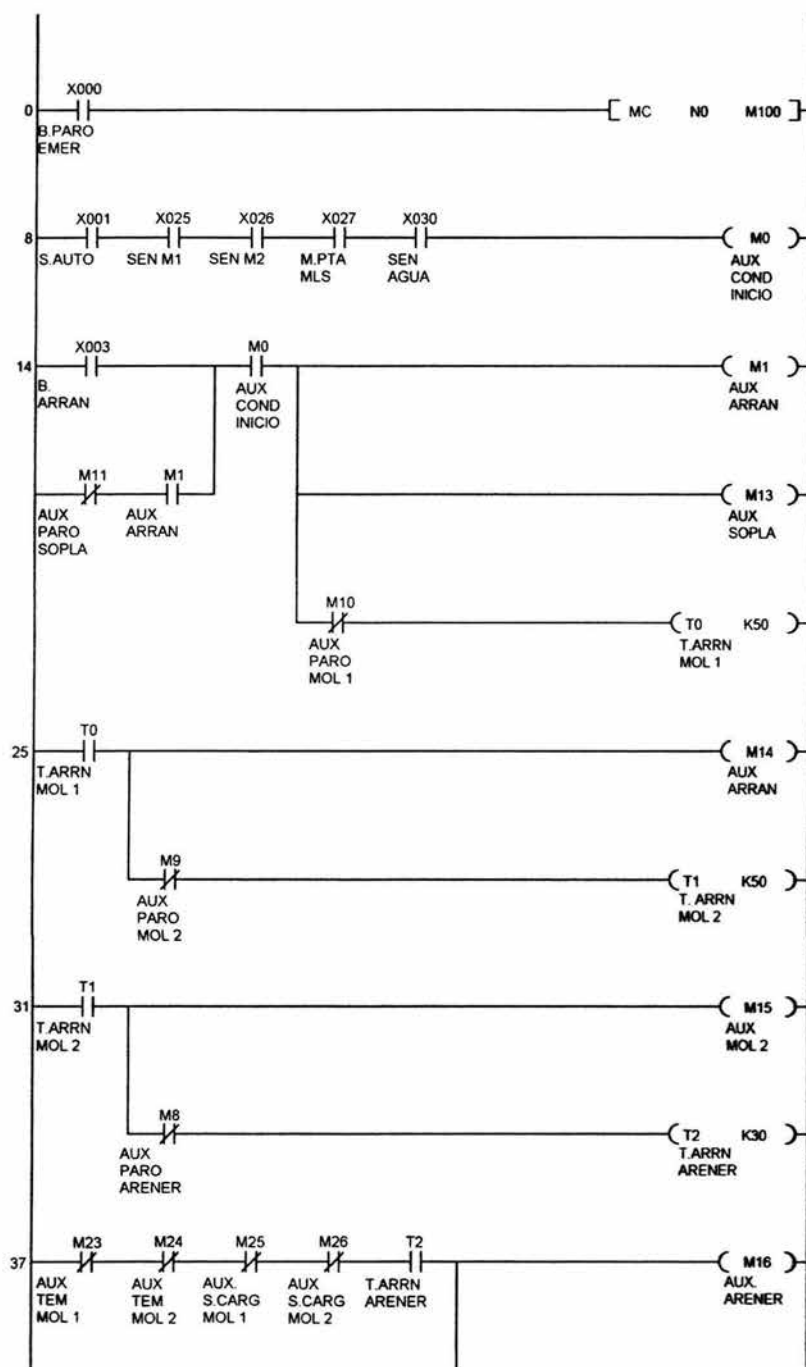 X000
0
MC N0 M100
B.PARO
EMER
X001 X025 X026 X027 X030
8
M0
S.AUTO SEN M1 SEN M2 M.PTA SEN AUX
MLS AGUA COND
INICIO
X003 M0
14
M1
B. AUX AUX
ARRAN COND ARRAN
INICIO
M11 M1
M13
AUX AUX AUX
PARO ARRAN SOPLA
SOPLA
M10
T0 K50
AUX T.ARRN
PARO MOL 1
MOL 1
T0
25
M14
T.ARRN AUX
MOL 1 ARRAN
M9
T1 K50
AUX T. ARRN
PARO MOL 2
MOL 2
T1
31
M15
T.ARRN AUX
MOL 2 MOL 2
M8
T2 K30
AUX T.ARRN
PARO ARENER
ARENER
M23 M24 M25 M26 T2
37
M16
AUX AUX AUX. AUX T.ARRN AUX.
TEM TEM S.CARG S.CARG ARENER ARENER
MOL 1 MOL 2 MOL 1 MOL 2